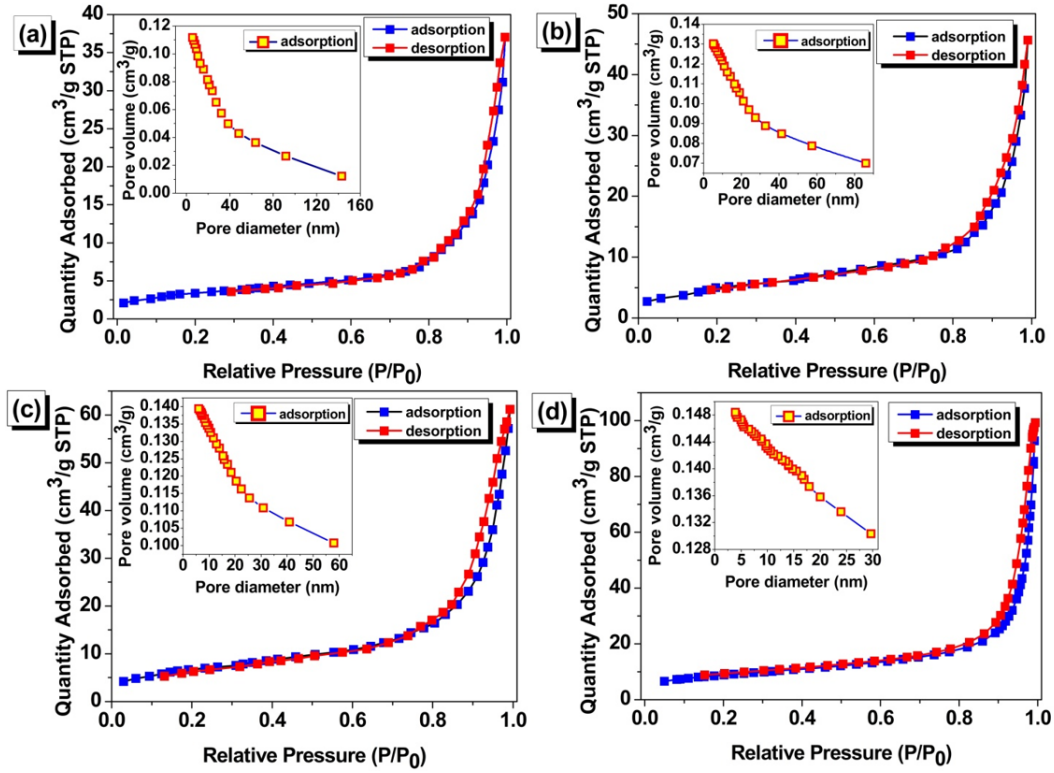 (a)
adsorption
desorption
adsorption
Pore volume (cm³/g)
0.12
0.10
0.08
0.06
0.04
0.02
0.00
0 40 80 120 160
Pore diameter (nm)
Quantity Adsorbed (cm³/g STP)
40
35
30
25
20
15
10
5
0
0.0 0.2 0.4 0.6 0.8 1.0
Relative Pressure (P/P₀)
(b)
adsorption
desorption
adsorption
Pore volume (cm³/g)
0.14
0.13
0.12
0.11
0.10
0.09
0.08
0.07
0 20 40 60 80
Pore diameter (nm)
Quantity Adsorbed (cm³/g STP)
50
40
30
20
10
0
0.0 0.2 0.4 0.6 0.8 1.0
Relative Pressure (P/P₀)
(c)
adsorption
desorption
adsorption
Pore volume (cm³/g)
0.140
0.135
0.130
0.125
0.120
0.115
0.110
0.105
0.100
0 10 20 30 40 50 60
Pore diameter (nm)
Quantity Adsorbed (cm³/g STP)
60
50
40
30
20
10
0
0.0 0.2 0.4 0.6 0.8 1.0
Relative Pressure (P/P₀)
(d)
adsorption
desorption
adsorption
Pore volume (cm³/g)
0.148
0.144
0.140
0.136
0.132
0.128
0 5 10 15 20 25 30
Pore diameter (nm)
Quantity Adsorbed (cm³/g STP)
100
80
60
40
20
0
0.0 0.2 0.4 0.6 0.8 1.0
Relative Pressure (P/P₀)